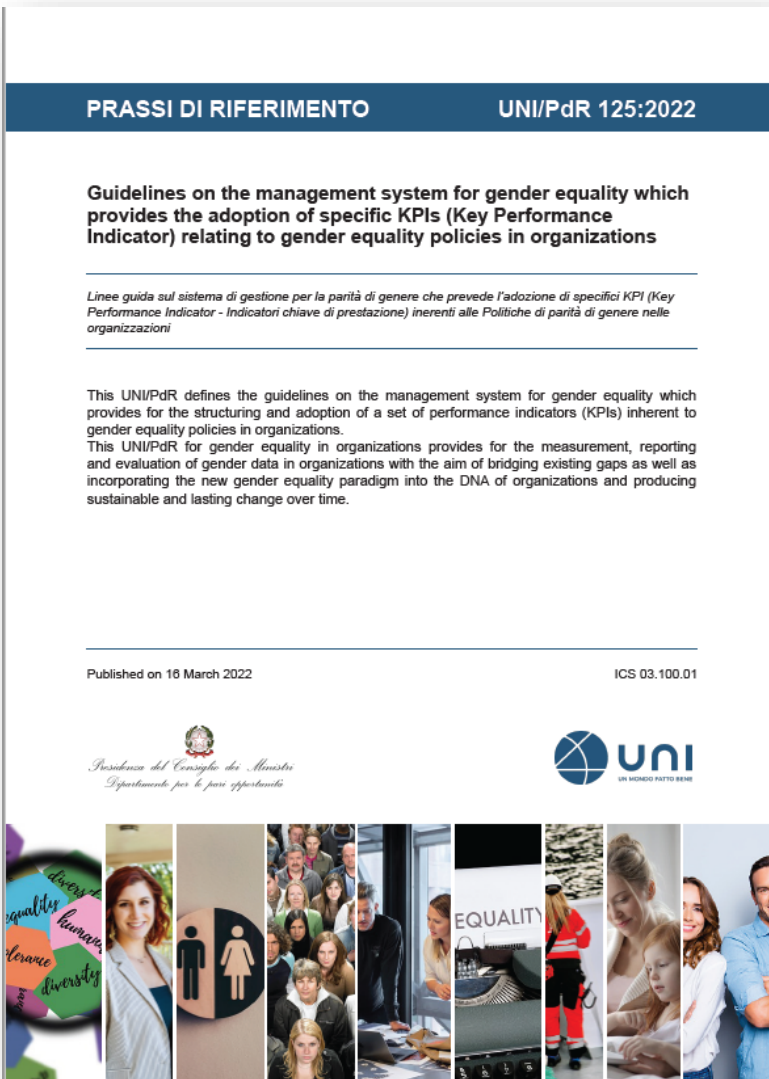 PRASSI DI RIFERIMENTO UNI/PdR 125:2022
Guidelines on the management system for gender equality which
provides the adoption of specific KPIs (Key Performance
Indicator) relating to gender equality policies in organizations
Linee guida sul sistema di gestione per la parità di genere che prevede l'adozione di specifici KPI (Key
Performance Indicator - Indicatori chiave di prestazione) inerenti alle Politiche di parità di genere nelle
organizzazioni
This UNI/PdR defines the guidelines on the management system for gender equality which
provides for the structuring and adoption of a set of performance indicators (KPIs) inherent to
gender equality policies in organizations.
This UNI/PdR for gender equality in organizations provides for the measurement, reporting
and evaluation of gender data in organizations with the aim of bridging existing gaps as well as
incorporating the new gender equality paradigm into the DNA of organizations and producing
sustainable and lasting change over time.
Published on 16 March 2022 ICS 03.100.01
Presidenza del Consiglio dei Ministri
Dipartimento per le pari opportunità
UNI
UN MONDO FATTO BENE
diversit
equality
human
lerance
diversity
EQUALITY